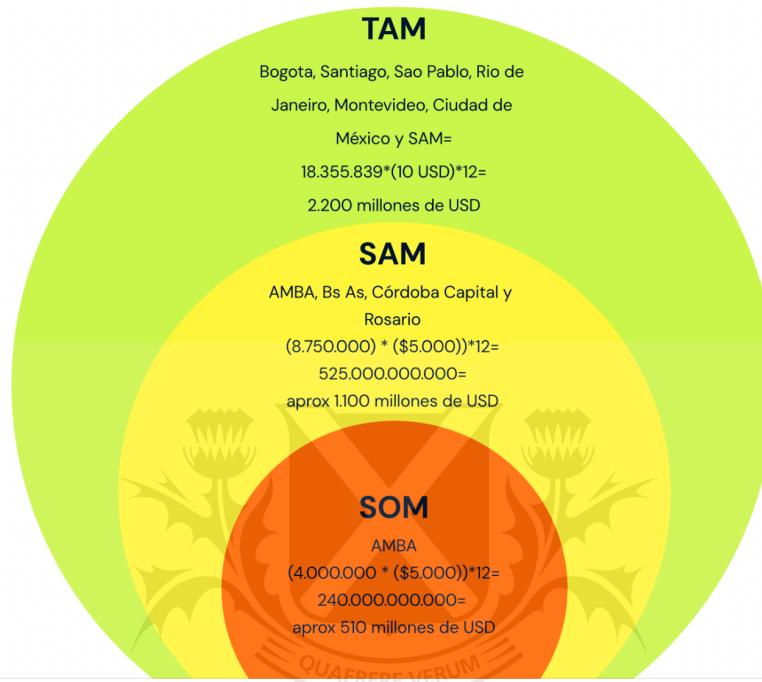 TAM
Bogota, Santiago, Sao Pablo, Rio de
Janeiro, Montevideo, Ciudad de
México y SAM=
18.355.839*(10 USD)*12=
2.200 millones de USD
SAM
AMBA, Bs As, Córdoba Capital y
Rosario
(8.750.000) * ($5.000))*12=
525.000.000.000=
aprox 1.100 millones de USD
SOM
AMBA
(4.000.000 * ($5.000))*12=
240.000.000.000=
aprox 510 millones de USD
QUAERERE VERUM